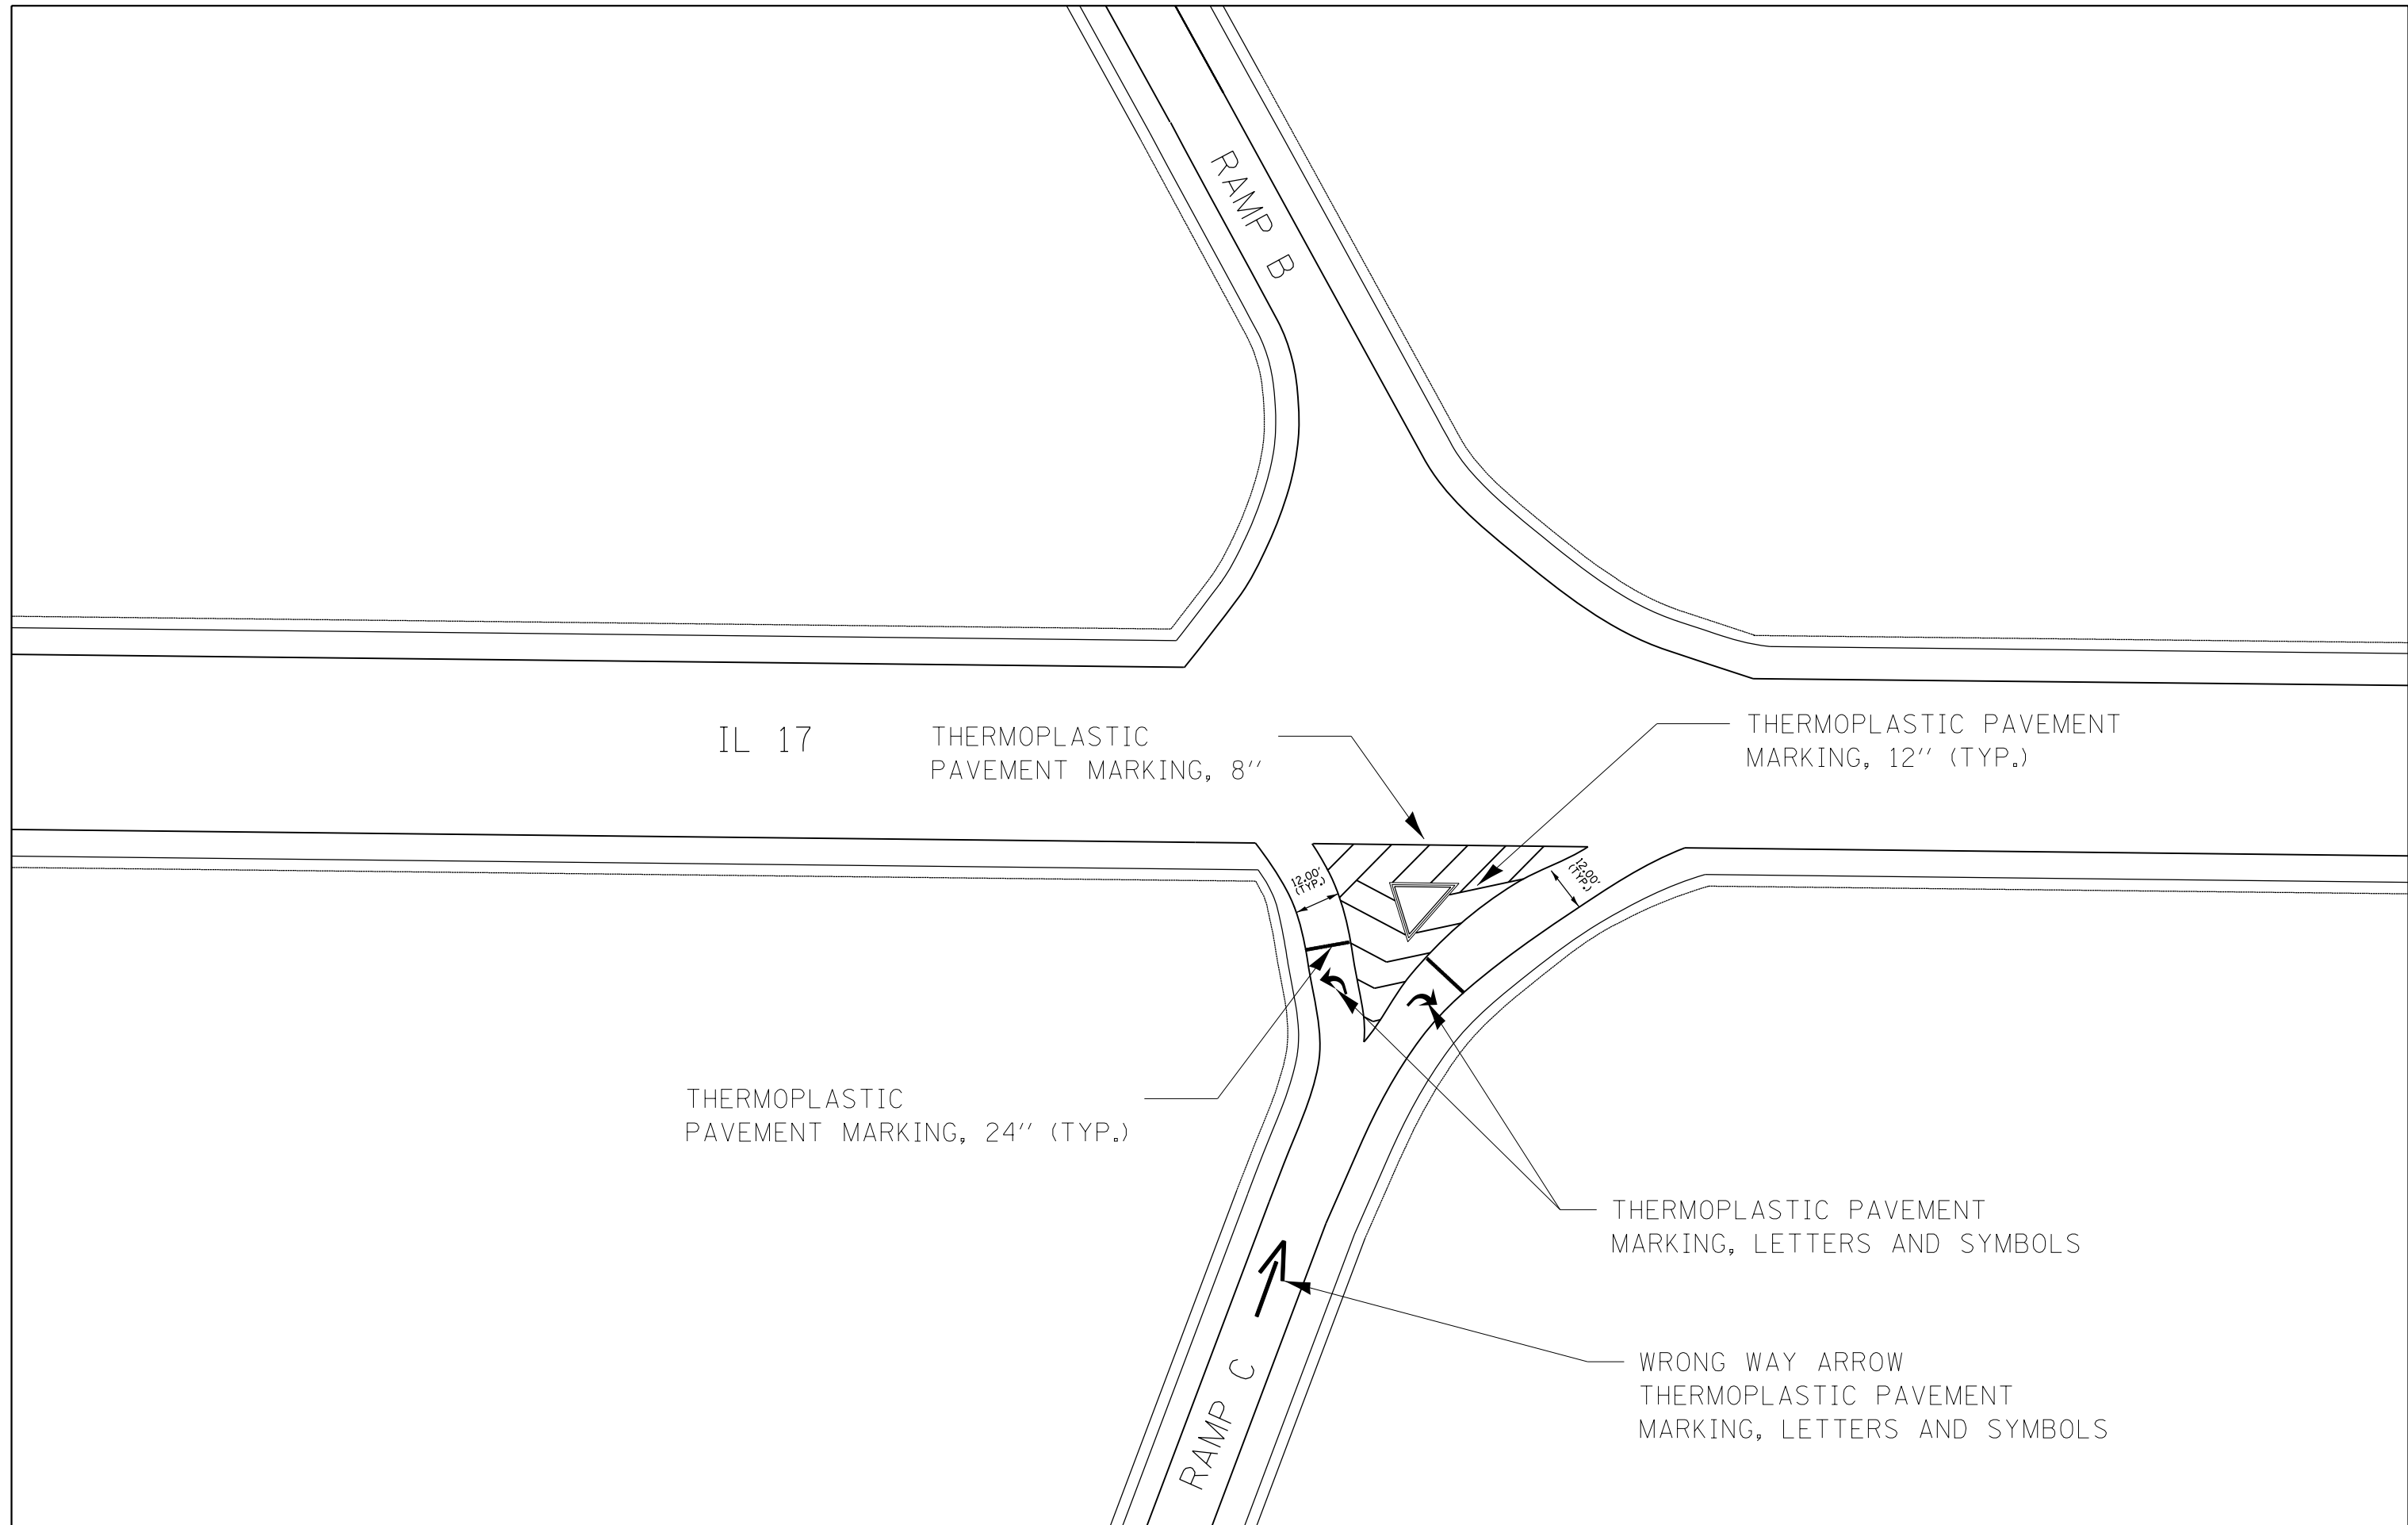 RAMP B
IL 17
THERMOPLASTIC
PAVEMENT MARKING, 8''
THERMOPLASTIC PAVEMENT
MARKING, 12'' (TYP.)
12.00'
(TYP.)
12.00'
(TYP.)
THERMOPLASTIC
PAVEMENT MARKING, 24'' (TYP.)
THERMOPLASTIC PAVEMENT
MARKING, LETTERS AND SYMBOLS
WRONG WAY ARROW
THERMOPLASTIC PAVEMENT
MARKING, LETTERS AND SYMBOLS
RAMP C